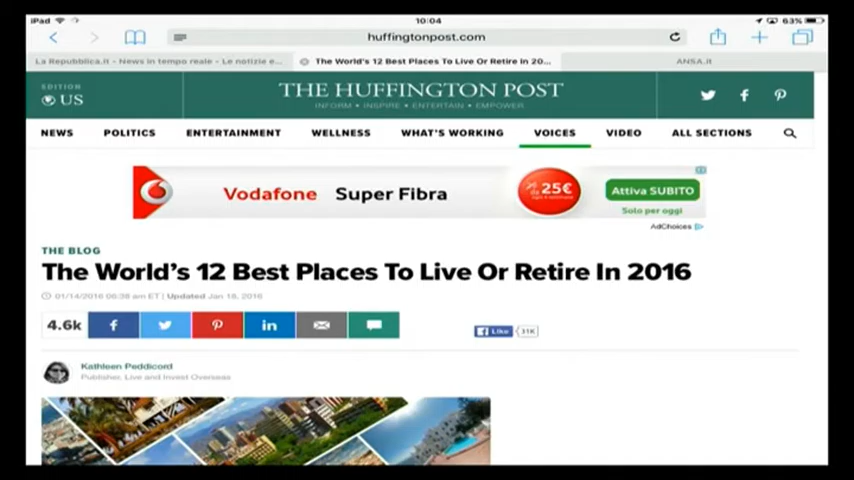 iPad 10:04 63%
huffingtonpost.com
La Repubblica.it - News in tempo reale - Le notizie e... The World's 12 Best Places To Live Or Retire In 20... ANSA.it
EDITION
US
THE HUFFINGTON POST
INFORM • INSPIRE • ENTERTAIN • EMPOWER
NEWS POLITICS ENTERTAINMENT WELLNESS WHAT'S WORKING VOICES VIDEO ALL SECTIONS
Vodafone Super Fibra 25€ Attiva SUBITO
Solo per oggi
AdChoices
THE BLOG
The World's 12 Best Places To Live Or Retire In 2016
01/14/2016 06:38 am ET | Updated Jan 18, 2016
4.6k
Like 31K
Kathleen Peddicord
Publisher, Live and Invest Overseas